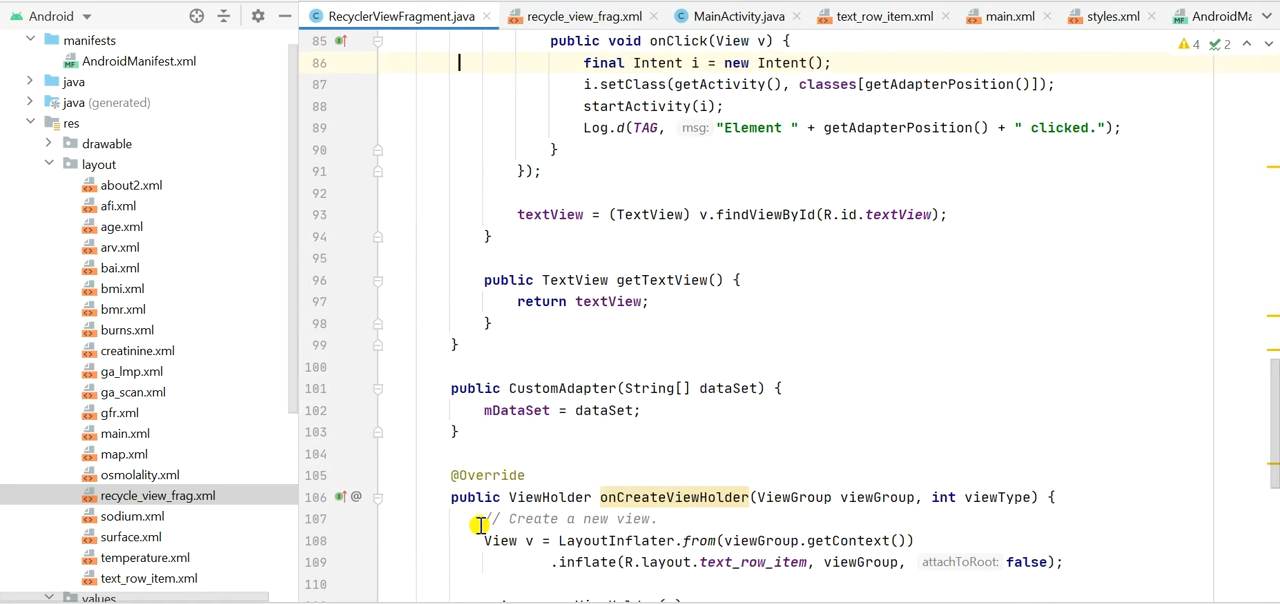 Android
RecyclerViewFragment.java
recycle_view_frag.xml
MainActivity.java
text_row_item.xml
main.xml
styles.xml
AndroidMa
manifests
AndroidManifest.xml
java
java (generated)
res
drawable
layout
about2.xml
afi.xml
age.xml
arv.xml
bai.xml
bmi.xml
bmr.xml
burns.xml
creatinine.xml
ga_lmp.xml
ga_scan.xml
gfr.xml
main.xml
map.xml
osmolality.xml
recycle_view_frag.xml
sodium.xml
surface.xml
temperature.xml
text_row_item.xml
values
4 2
85 public void onClick(View v) {
86 final Intent i = new Intent();
87 i.setClass(getActivity(), classes[getAdapterPosition()]);
88 startActivity(i);
89 Log.d(TAG, msg: "Element " + getAdapterPosition() + " clicked.");
90 }
91 });
92
93 textView = (TextView) v.findViewById(R.id.textView);
94 }
95
96 public TextView getTextView() {
97 return textView;
98 }
99 }
100
101 public CustomAdapter(String[] dataSet) {
102 mDataSet = dataSet;
103 }
104
105 @Override
106 @ public ViewHolder onCreateViewHolder(ViewGroup viewGroup, int viewType) {
107 // Create a new view.
108 View v = LayoutInflater.from(viewGroup.getContext())
109 .inflate(R.layout.text_row_item, viewGroup, attachToRoot: false);
110